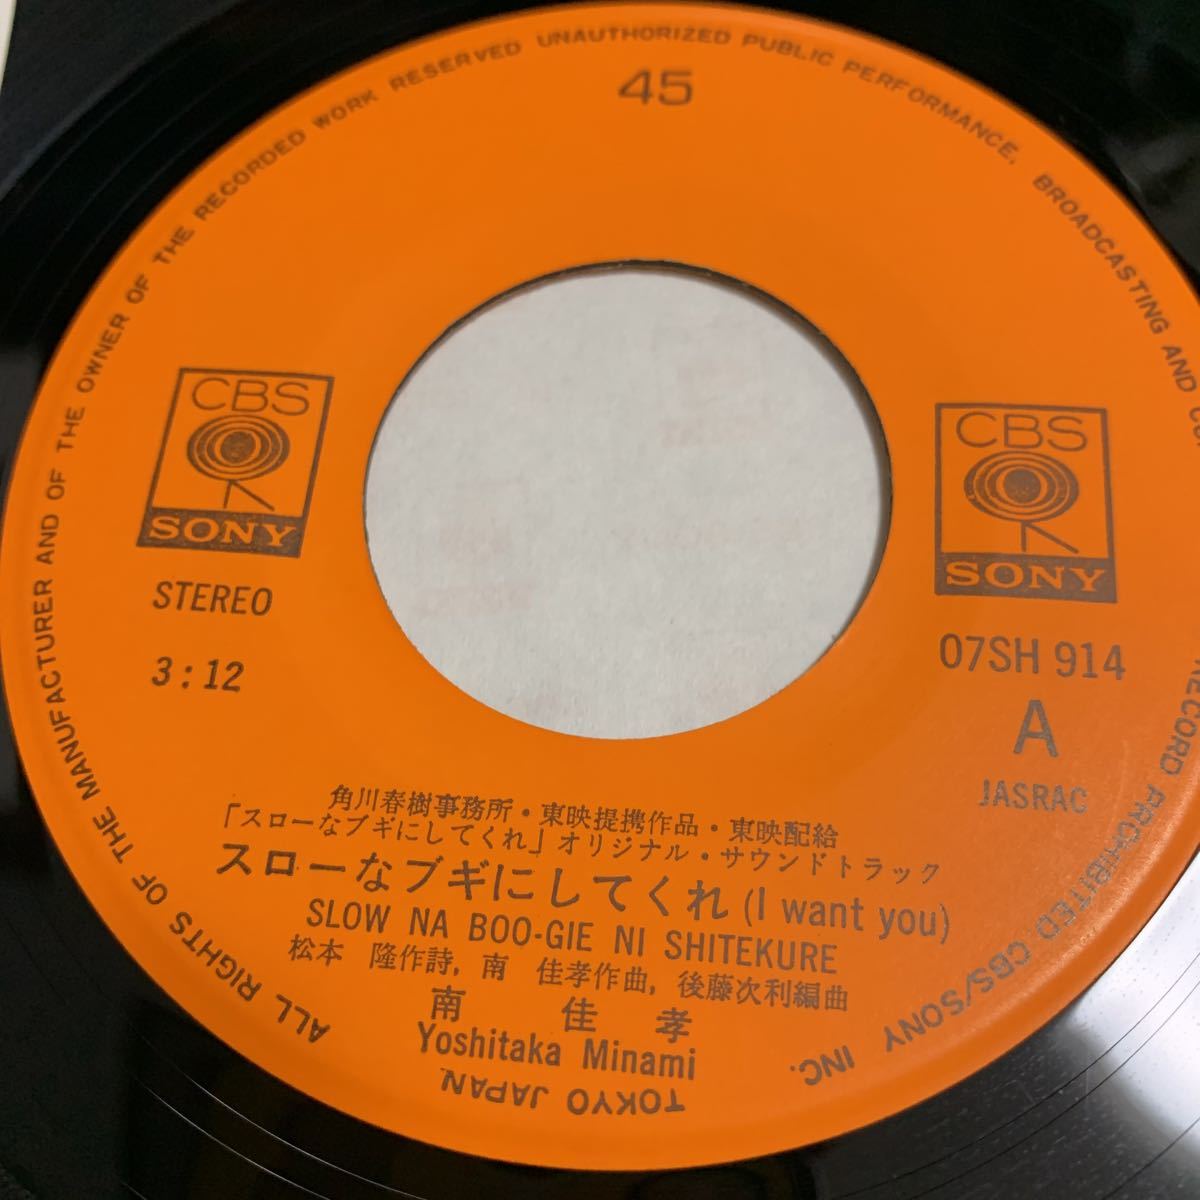 ALL RIGHTS OF THE MANUFACTURER AND OF THE OWNER OF THE RECORDED WORK RESERVED UNAUTHORIZED PUBLIC PERFORMANCE, BROADCASTING AND RECORD PROHIBITED. CBS/SONY INC.
TOKYO JAPAN
45
CBS
SONY
STEREO
3:12
CBS
SONY
07SH 914
A
JASRAC
角川春樹事務所・東映提携作品・東映配給
「スローなブギにしてくれ」オリジナル・サウンドトラック
スローなブギにしてくれ (I want you)
SLOW NA BOO-GIE NI SHITEKURE
松本 隆作詩, 南 佳孝作曲, 後藤次利編曲
南 佳 孝
Yoshitaka Minami